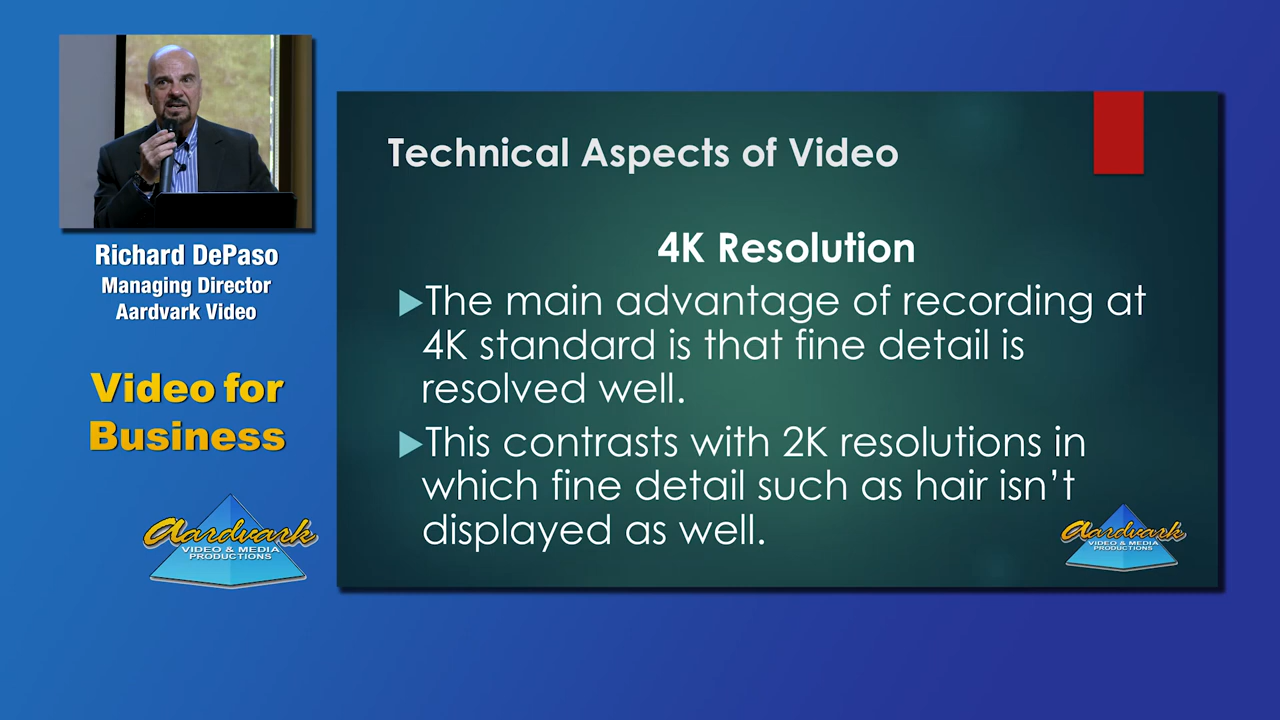 Richard DePaso
Managing Director
Aardvark Video
Video for
Business
Aardvark
VIDEO & MEDIA
PRODUCTIONS
Technical Aspects of Video
4K Resolution
The main advantage of recording at
4K standard is that fine detail is
resolved well.
This contrasts with 2K resolutions in
which fine detail such as hair isn't
displayed as well.
Aardvark
VIDEO & MEDIA
PRODUCTIONS